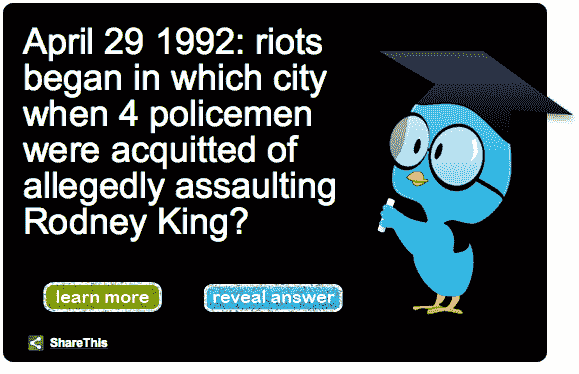 April 29 1992: riots
began in which city
when 4 policemen
were acquitted of
allegedly assaulting
Rodney King?
learn more
reveal answer
ShareThis